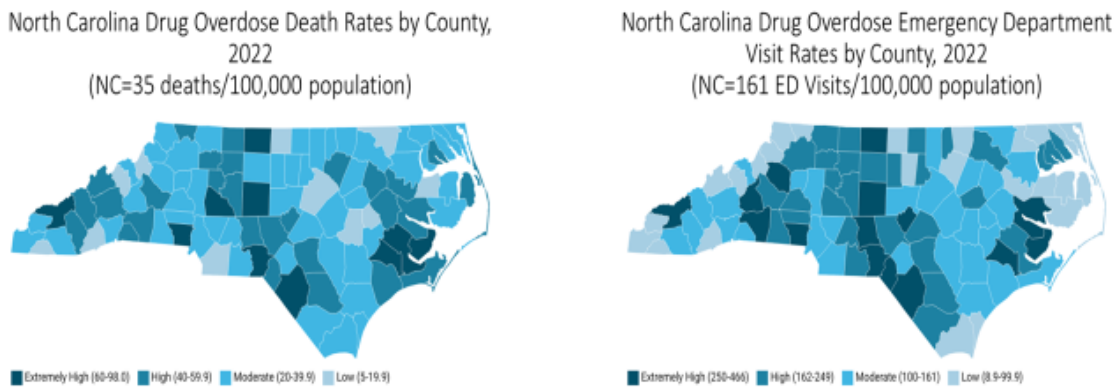 North Carolina Drug Overdose Death Rates by County,
2022
(NC=35 deaths/100,000 population)
Extremely High (60-98.0) High (40-59.9) Moderate (20-39.9) Low (5-19.9)
North Carolina Drug Overdose Emergency Department
Visit Rates by County, 2022
(NC=161 ED Visits/100,000 population)
Extremely High (250-466) High (162-249) Moderate (100-161) Low (8.9-99.9)